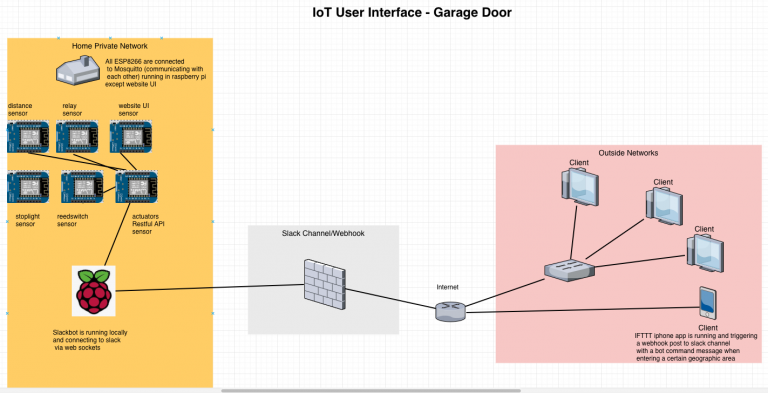 IoT User Interface - Garage Door
Home Private Network
All ESP8266 are connected
to Mosquitto (communicating with
each other) running in raspberry pi
except website UI
distance
sensor
relay
sensor
website UI
sensor
stoplight
sensor
reedswitch
sensor
actuators
Restful API
sensor
Slackbot is running locally
and connecting to slack
via web sockets
Slack Channel/Webhook
Internet
Outside Networks
Client
Client
Client
Client
IFTTT iphone app is running and triggering
a webhook post to slack channel
with a bot command message when
entering a certain geographic area